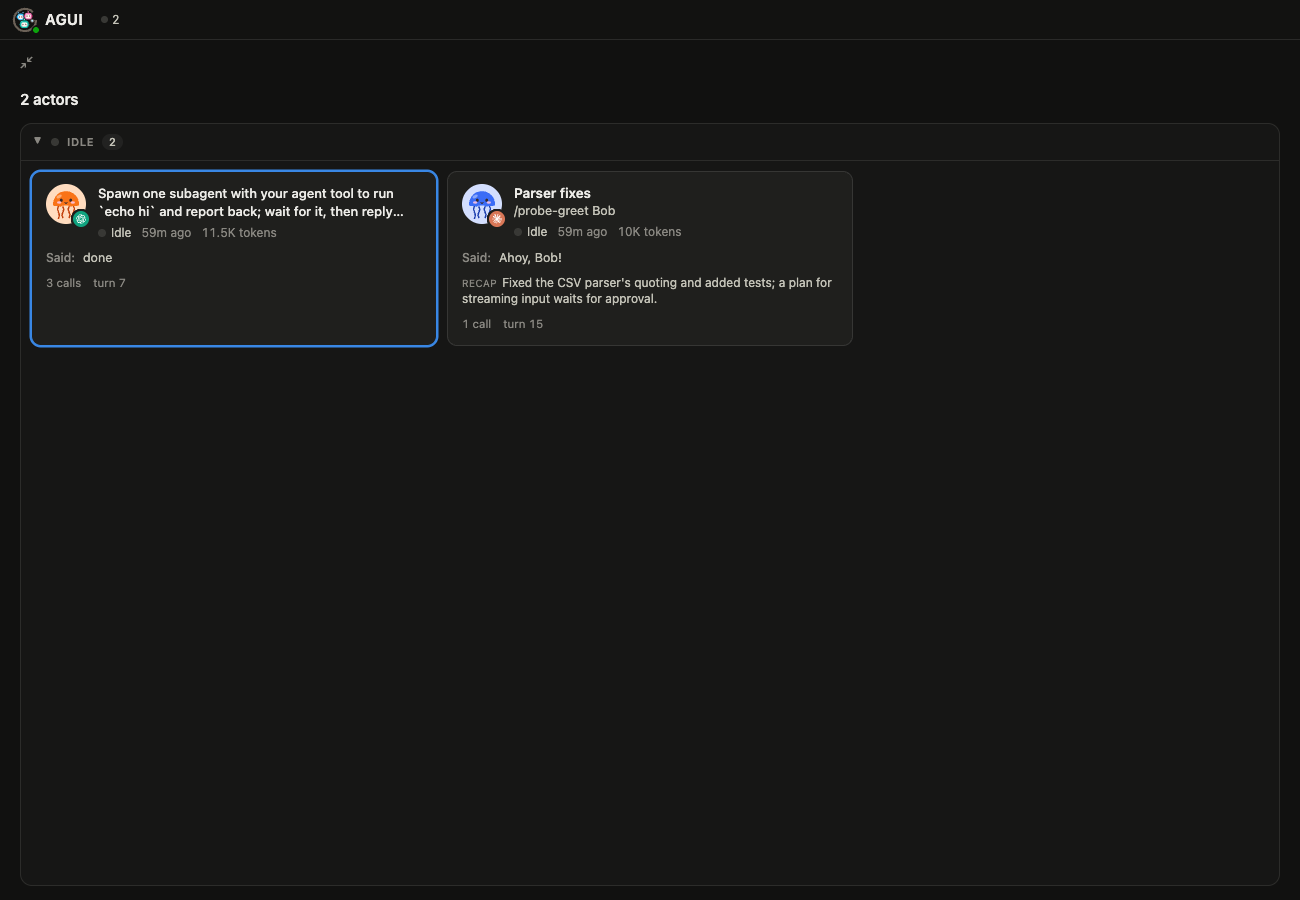 AGUI 2
2 actors
▼ IDLE 2
Spawn one subagent with your agent tool to run
`echo hi` and report back; wait for it, then reply...
Idle 59m ago 11.5K tokens
Said: done
3 calls turn 7
Parser fixes
/probe-greet Bob
Idle 59m ago 10K tokens
Said: Ahoy, Bob!
RECAP Fixed the CSV parser's quoting and added tests; a plan for
streaming input waits for approval.
1 call turn 15